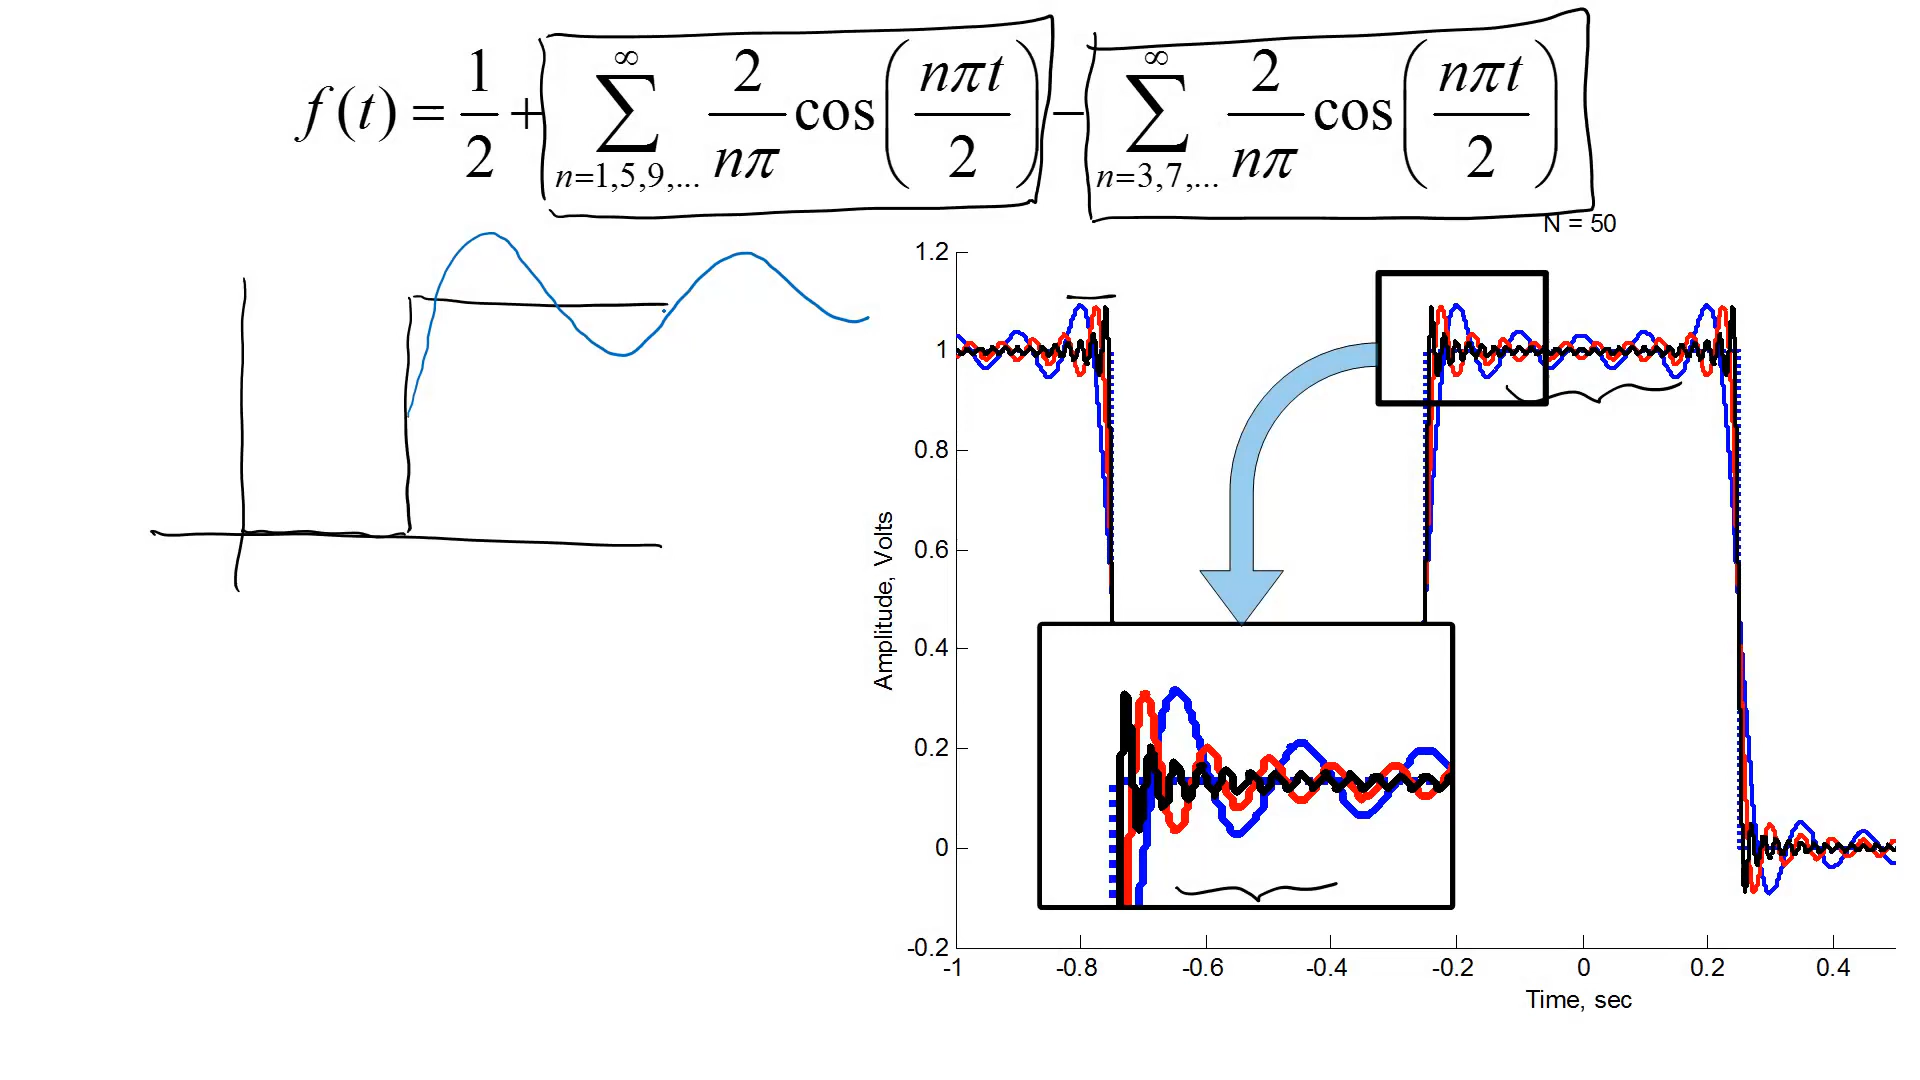 f(t) = 1/2 + ∑_{n=1,5,9,...}^{∞} 2/nπ cos(nπt/2) − ∑_{n=3,7,...}^{∞} 2/nπ cos(nπt/2)
N = 50
1.2
1
0.8
0.6
0.4
0.2
0
-0.2
Amplitude, Volts
-1 -0.8 -0.6 -0.4 -0.2 0 0.2 0.4
Time, sec